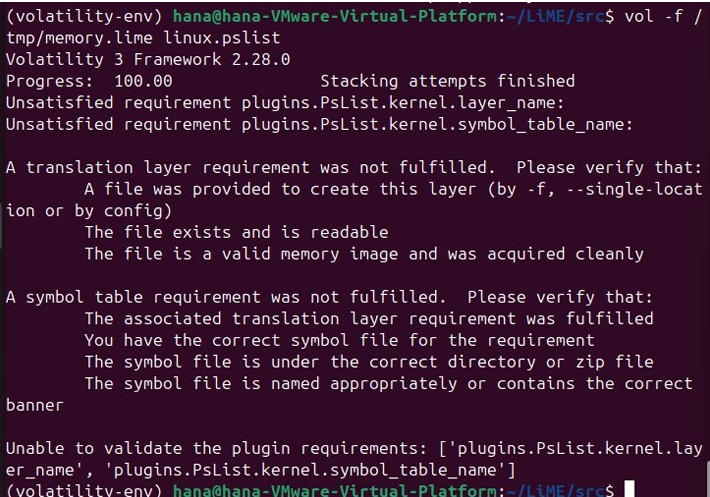 (volatility-env) hana@hana-VMware-Virtual-Platform:~/LiME/src$ vol -f /
tmp/memory.lime linux.pslist
Volatility 3 Framework 2.28.0
Progress:  100.00               Stacking attempts finished
Unsatisfied requirement plugins.PsList.kernel.layer_name:
Unsatisfied requirement plugins.PsList.kernel.symbol_table_name:

A translation layer requirement was not fulfilled.  Please verify that:
        A file was provided to create this layer (by -f, --single-locat
ion or by config)
        The file exists and is readable
        The file is a valid memory image and was acquired cleanly

A symbol table requirement was not fulfilled.  Please verify that:
        The associated translation layer requirement was fulfilled
        You have the correct symbol file for the requirement
        The symbol file is under the correct directory or zip file
        The symbol file is named appropriately or contains the correct
banner

Unable to validate the plugin requirements: ['plugins.PsList.kernel.lay
er_name', 'plugins.PsList.kernel.symbol_table_name']
(volatility-env) hana@hana-VMware-Virtual-Platform:~/LiME/src$